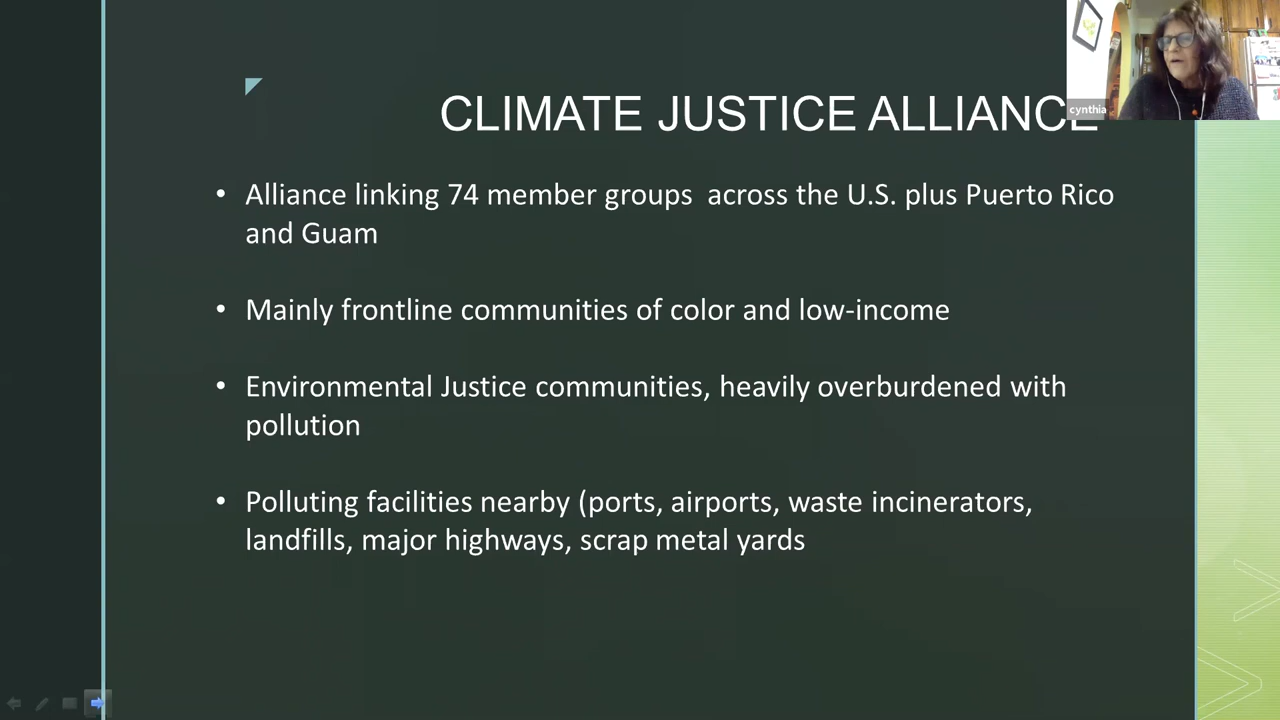 CLIMATE JUSTICE ALLIANCE
cynthia
• Alliance linking 74 member groups  across the U.S. plus Puerto Rico
and Guam
• Mainly frontline communities of color and low-income
• Environmental Justice communities, heavily overburdened with
pollution
• Polluting facilities nearby (ports, airports, waste incinerators,
landfills, major highways, scrap metal yards